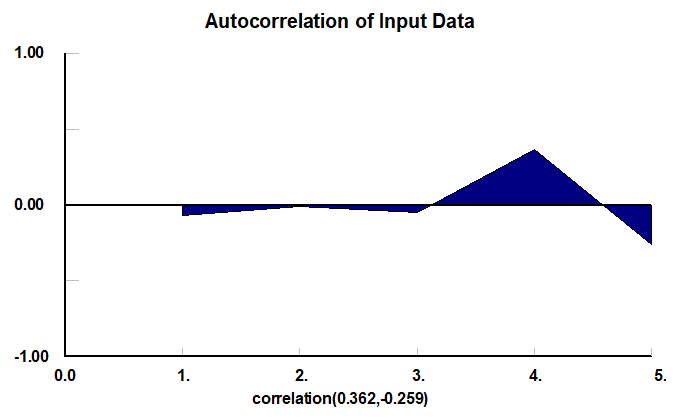 Autocorrelation of Input Data
1.00
0.00
-1.00
0.0 1. 2. 3. 4. 5.
correlation(0.362,-0.259)